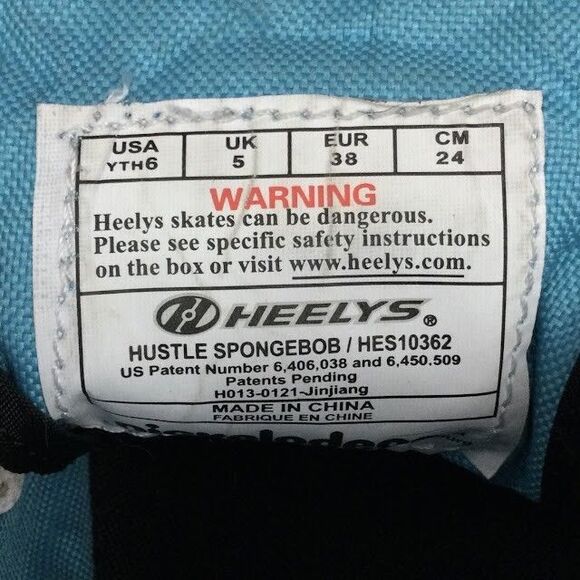 USA UK EUR CM
YTH6 5 38 24
WARNING
Heelys skates can be dangerous.
Please see specific safety instructions
on the box or visit www.heelys.com.
HEELYS®
HUSTLE SPONGEBOB / HES10362
US Patent Number 6,406,038 and 6,450.509
Patents Pending
H013-0121-Jinjiang
MADE IN CHINA
FABRIQUE EN CHINE